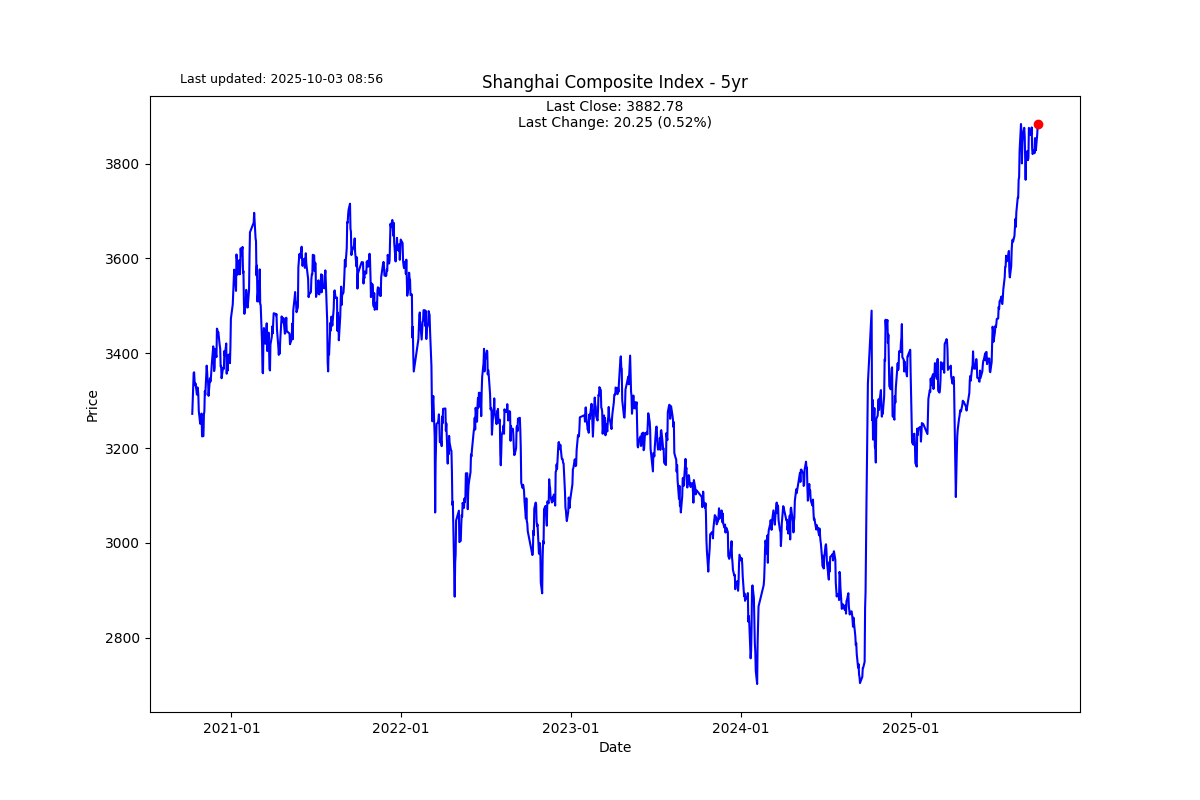 Last updated: 2025-10-03 08:56
Shanghai Composite Index - 5yr
Last Close: 3882.78
Last Change: 20.25 (0.52%)
3800
3600
3400
3200
3000
2800
Price
2021-01
2022-01
2023-01
2024-01
2025-01
Date